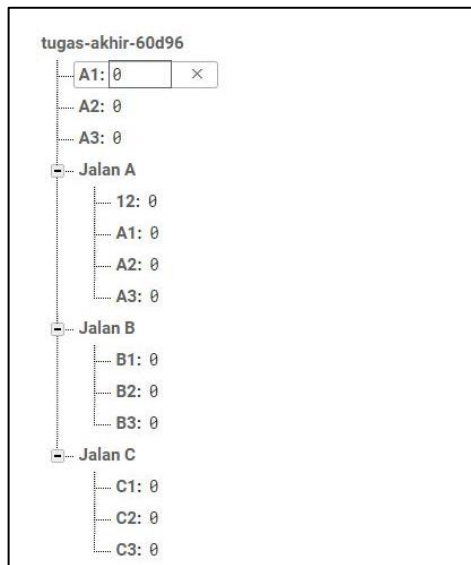 tugas-akhir-60d96
A1: 0
A2: 0
A3: 0
Jalan A
12: 0
A1: 0
A2: 0
A3: 0
Jalan B
B1: 0
B2: 0
B3: 0
Jalan C
C1: 0
C2: 0
C3: 0